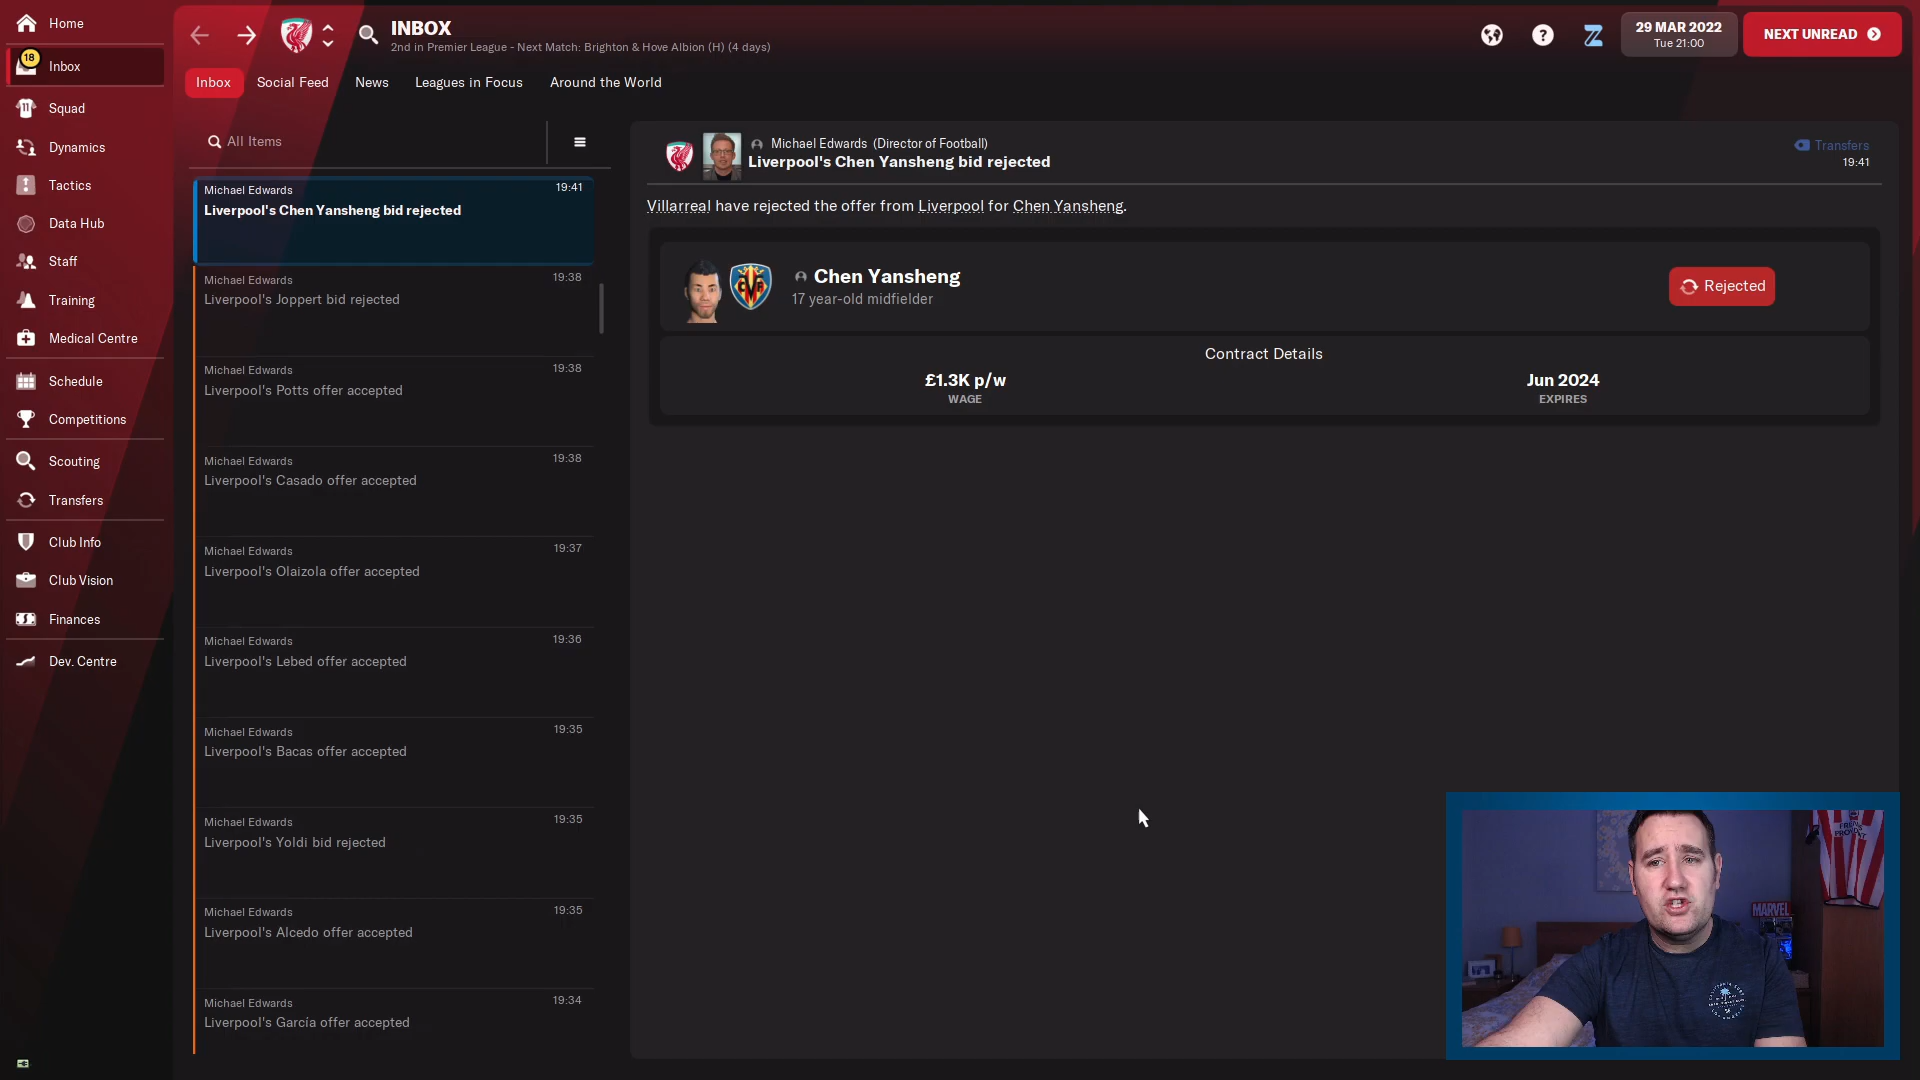 Home
18
Inbox
Squad
Dynamics
Tactics
Data Hub
Staff
Training
Medical Centre
Schedule
Competitions
Scouting
Transfers
Club Info
Club Vision
Finances
Dev. Centre
INBOX
2nd in Premier League - Next Match: Brighton & Hove Albion (H) (4 days)
29 MAR 2022
Tue 21:00
NEXT UNREAD
Inbox
Social Feed
News
Leagues in Focus
Around the World
All Items
Michael Edwards 19:41
Liverpool's Chen Yansheng bid rejected
Michael Edwards 19:38
Liverpool's Joppert bid rejected
Michael Edwards 19:38
Liverpool's Potts offer accepted
Michael Edwards 19:38
Liverpool's Casado offer accepted
Michael Edwards 19:37
Liverpool's Olaizola offer accepted
Michael Edwards 19:36
Liverpool's Lebed offer accepted
Michael Edwards 19:35
Liverpool's Bacas offer accepted
Michael Edwards 19:35
Liverpool's Yoldi bid rejected
Michael Edwards 19:35
Liverpool's Alcedo offer accepted
Michael Edwards 19:34
Liverpool's García offer accepted
Michael Edwards (Director of Football)
Liverpool's Chen Yansheng bid rejected
Transfers
19:41
Villarreal have rejected the offer from Liverpool for Chen Yansheng.
Chen Yansheng
17 year-old midfielder
Rejected
Contract Details
£1.3K p/w
WAGE
Jun 2024
EXPIRES
MARVEL